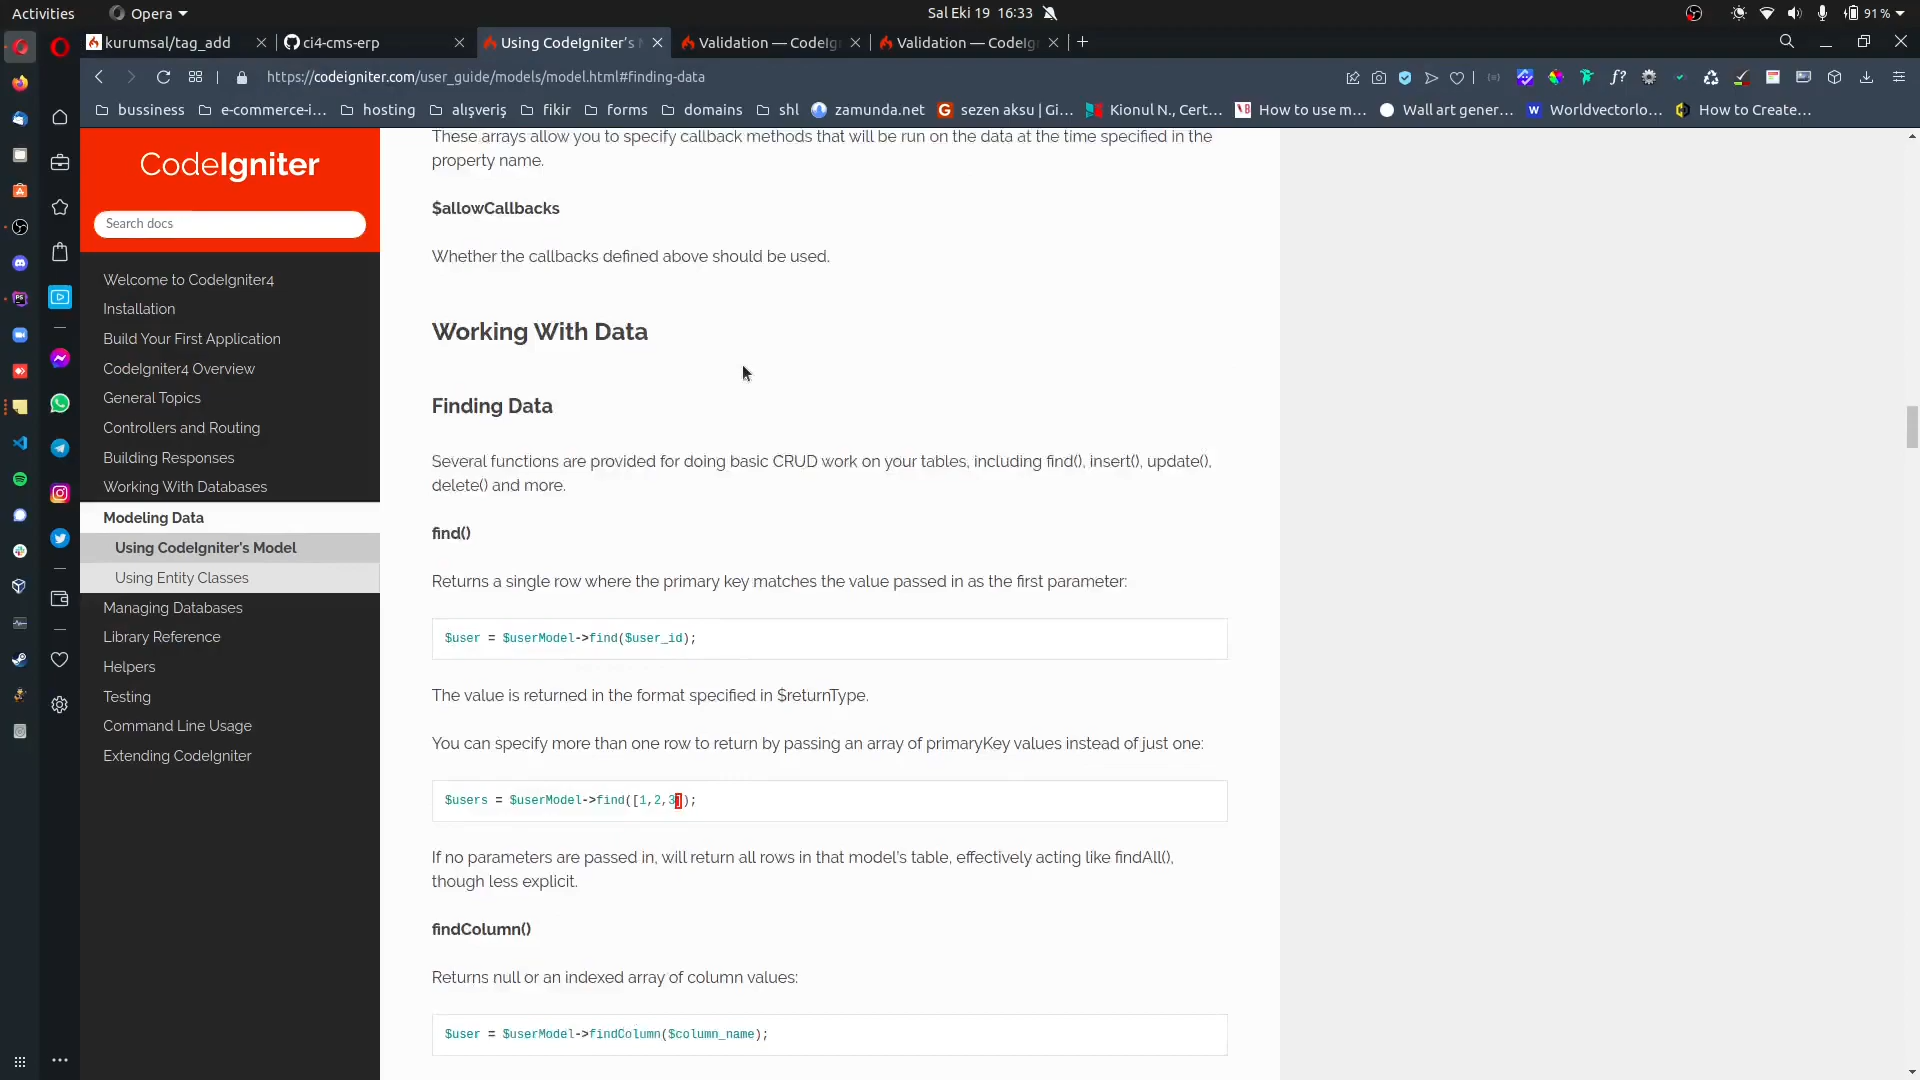 Activities
Opera
Sal Eki 19 16:33
91 %
kurumsal/tag_add
ci4-cms-erp
Using CodeIgniter's
Validation — CodeIg
Validation — CodeIg
https://codeigniter.com/user_guide/models/model.html#finding-data
bussiness
e-commerce-i...
hosting
alışveriş
fikir
forms
domains
shl
zamunda.net
sezen aksu | Gi...
Kionul N., Cert...
How to use m...
Wall art gener...
Worldvectorlo...
How to Create...
CodeIgniter
Search docs
Welcome to CodeIgniter4
Installation
Build Your First Application
CodeIgniter4 Overview
General Topics
Controllers and Routing
Building Responses
Working With Databases
Modeling Data
Using CodeIgniter's Model
Using Entity Classes
Managing Databases
Library Reference
Helpers
Testing
Command Line Usage
Extending CodeIgniter
These arrays allow you to specify callback methods that will be run on the data at the time specified in the
property name.
$allowCallbacks
Whether the callbacks defined above should be used.
Working With Data
Finding Data
Several functions are provided for doing basic CRUD work on your tables, including find(), insert(), update(),
delete() and more.
find()
Returns a single row where the primary key matches the value passed in as the first parameter:
$user = $userModel->find($user_id);
The value is returned in the format specified in $returnType.
You can specify more than one row to return by passing an array of primaryKey values instead of just one:
$users = $userModel->find([1,2,3]);
If no parameters are passed in, will return all rows in that model's table, effectively acting like findAll(),
though less explicit.
findColumn()
Returns null or an indexed array of column values:
$user = $userModel->findColumn($column_name);